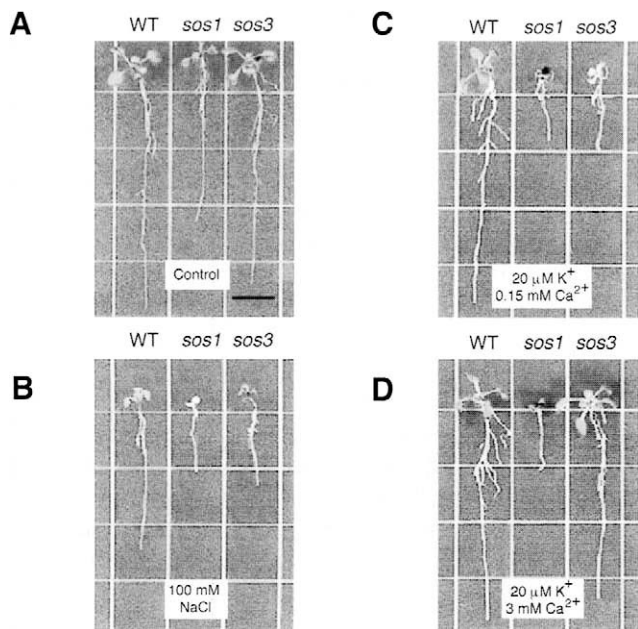 A
WT sos1 sos3
Control
B
WT sos1 sos3
100 mM
NaCl
C
WT sos1 sos3
20 μM K⁺
0.15 mM Ca²⁺
D
WT sos1 sos3
20 μM K⁺
3 mM Ca²⁺